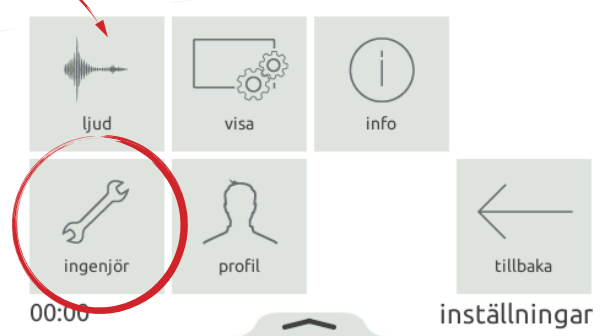 ljud
visa
info
ingenjör
profil
tillbaka
00:00
inställningar